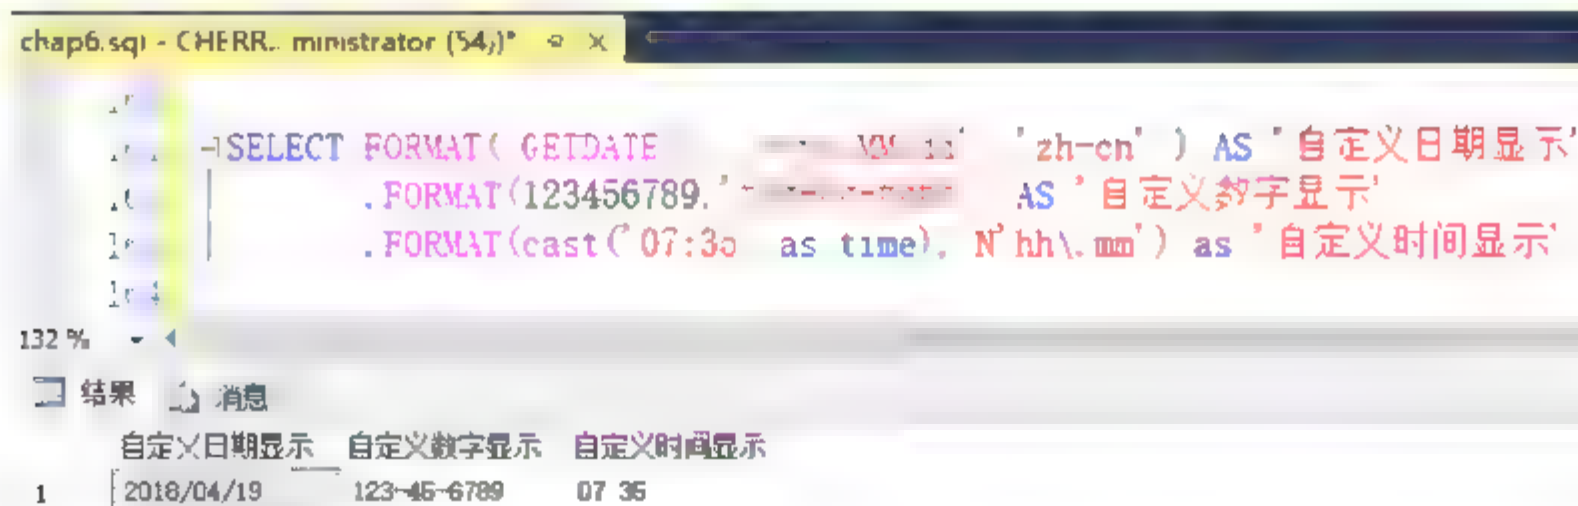 chap6.sql - CHERR... ministrator (54))*
SELECT FORMAT( GETDATE 'zh-cn' ) AS '自定义日期显示'
,FORMAT(123456789,' AS '自定义数字显示'
,FORMAT(cast('07:35 as time), N'hh\.mm') as '自定义时间显示'
132 %
结果 消息
自定义日期显示 自定义数字显示 自定义时间显示
1 2018/04/19 123-45-6789 07 35